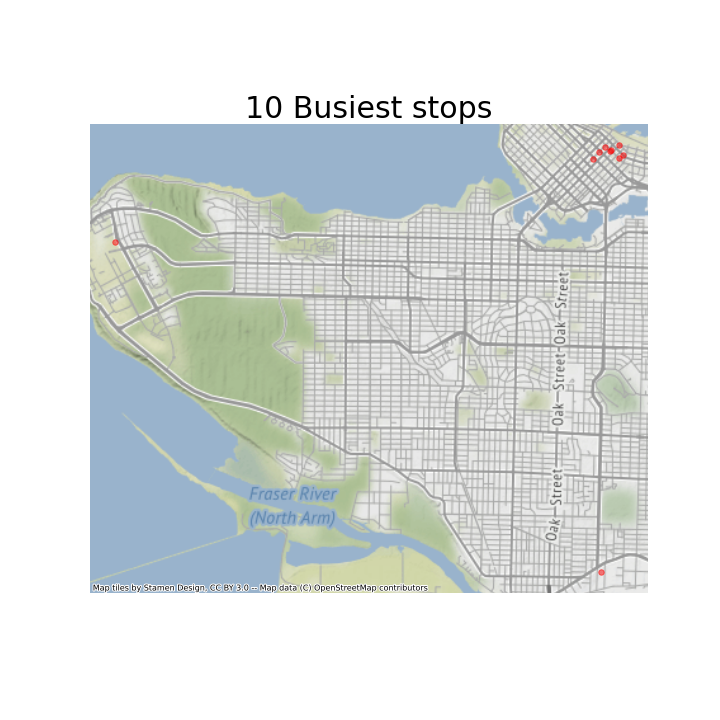 10 Busiest stops
Oak Street
Oak Street
Oak Street
Fraser River
(North Arm)
Map tiles by Stamen Design, CC BY 3.0 -- Map data (C) OpenStreetMap contributors